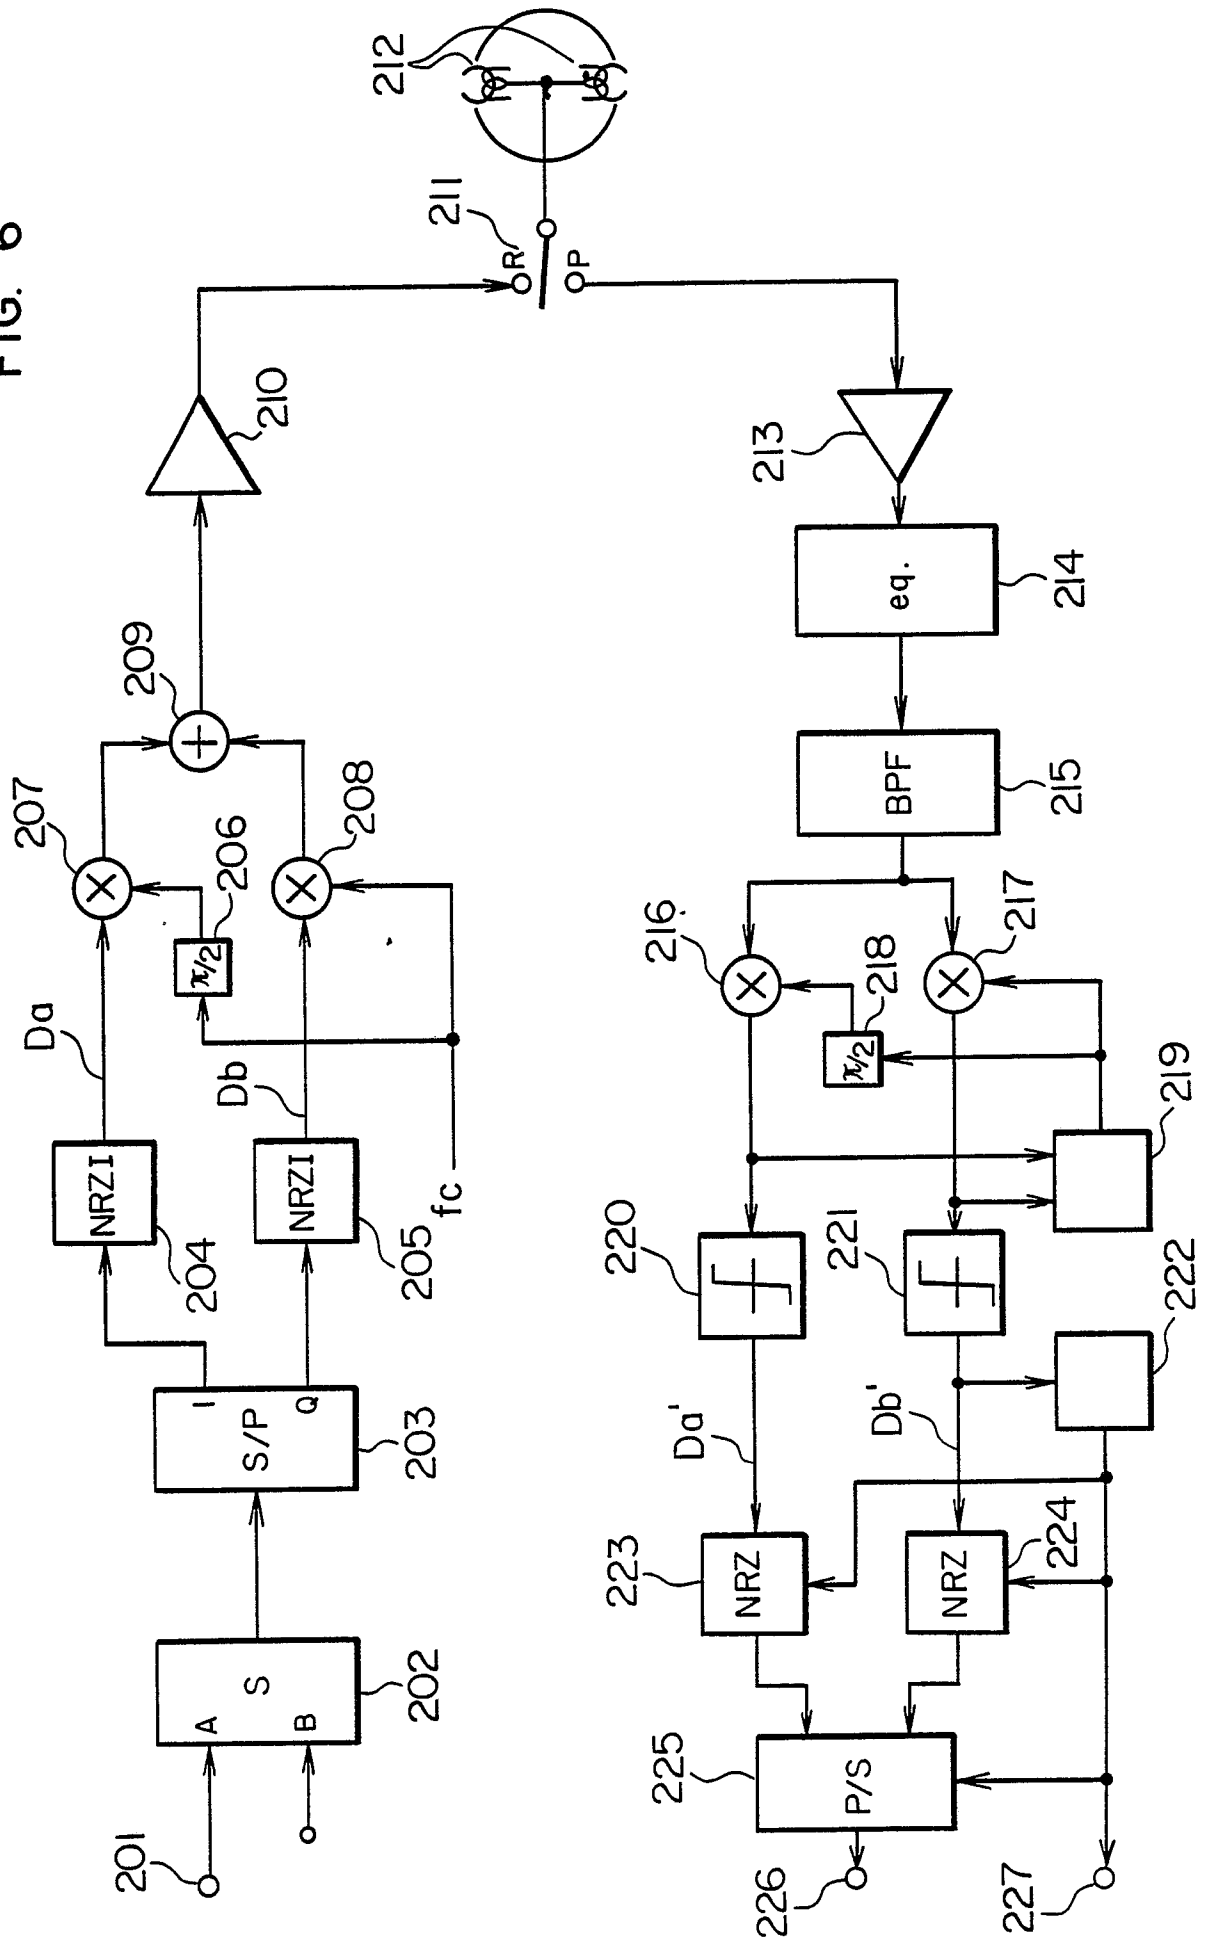 FIG. 6
201
A
B
S
202
S/P
I
Q
203
NRZI
204
NRZI
205
Da
Db
fc
π/2
206
207
208
209
210
R
P
211
212
213
eq.
214
BPF
215
216
217
π/2
218
219
220
221
222
Da'
Db'
NRZ
223
NRZ
224
P/S
225
226
227